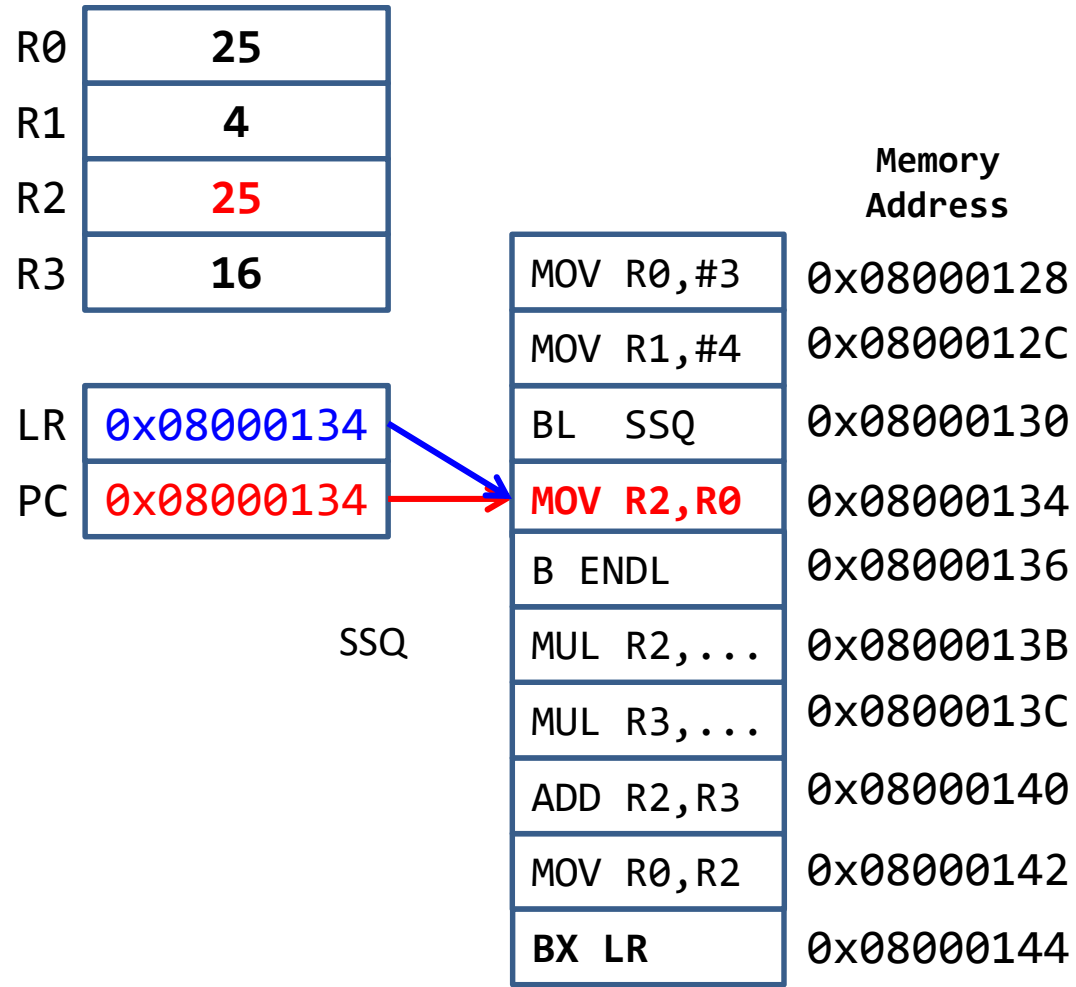 R0 25
R1 4
R2 25
R3 16
LR 0x08000134
PC 0x08000134
SSQ
Memory
Address
MOV R0,#3 0x08000128
MOV R1,#4 0x0800012C
BL SSQ 0x08000130
MOV R2,R0 0x08000134
B ENDL 0x08000136
MUL R2,... 0x0800013B
MUL R3,... 0x0800013C
ADD R2,R3 0x08000140
MOV R0,R2 0x08000142
BX LR 0x08000144